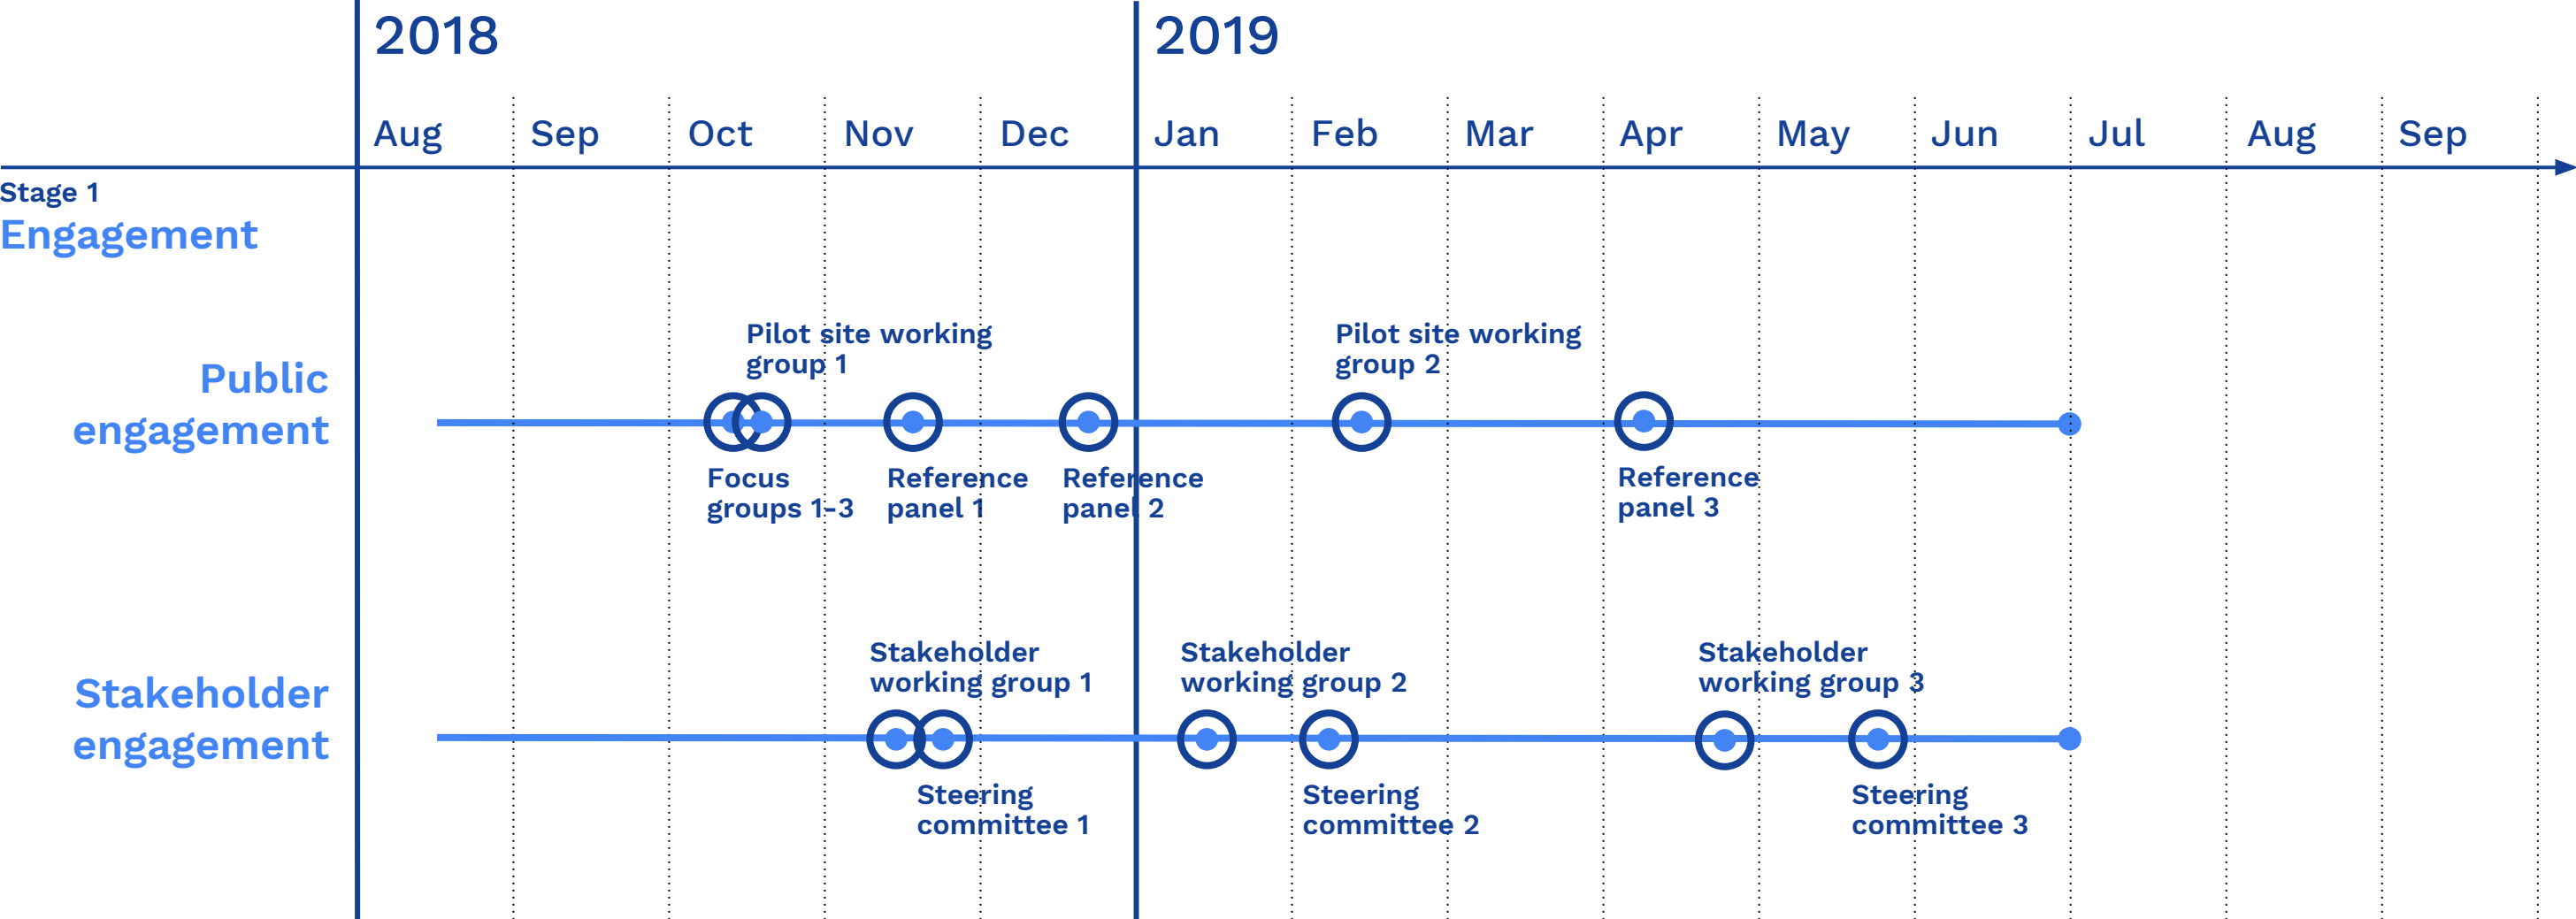 2018
2019
Aug
Sep
Oct
Nov
Dec
Jan
Feb
Mar
Apr
May
Jun
Jul
Aug
Sep
Stage 1
Engagement
Public
engagement
Pilot site working
group 1
Pilot site working
group 2
Focus
groups 1-3
Reference
panel 1
Reference
panel 2
Reference
panel 3
Stakeholder
engagement
Stakeholder
working group 1
Stakeholder
working group 2
Stakeholder
working group 3
Steering
committee 1
Steering
committee 2
Steering
committee 3